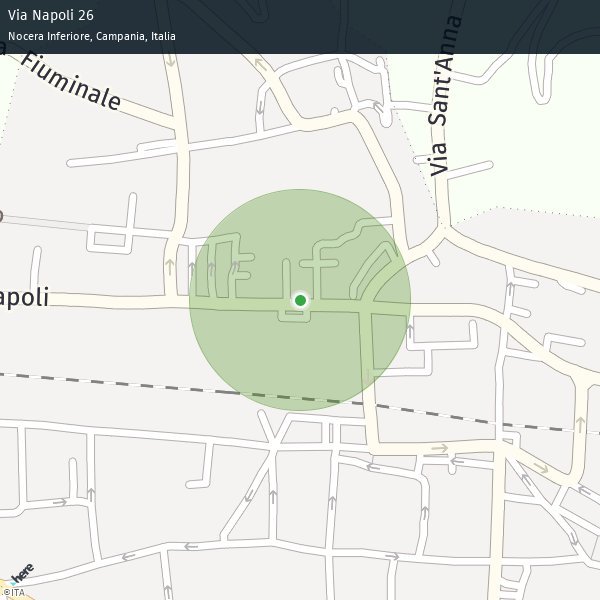 Via Napoli 26
Nocera Inferiore, Campania, Italia
Fiuminale
Via Sant'Anna
apoli
here
©ITA